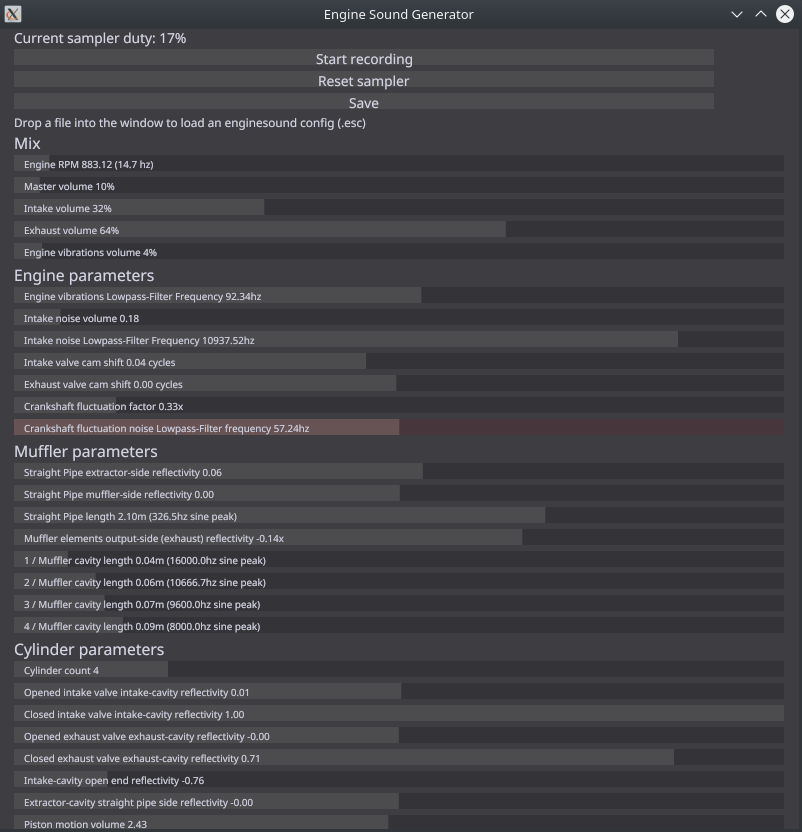 Engine Sound Generator
Current sampler duty: 17%
Start recording
Reset sampler
Save
Drop a file into the window to load an enginesound config (.esc)
Mix
Engine RPM 883.12 (14.7 hz)
Master volume 10%
Intake volume 32%
Exhaust volume 64%
Engine vibrations volume 4%
Engine parameters
Engine vibrations Lowpass-Filter Frequency 92.34hz
Intake noise volume 0.18
Intake noise Lowpass-Filter Frequency 10937.52hz
Intake valve cam shift 0.04 cycles
Exhaust valve cam shift 0.00 cycles
Crankshaft fluctuation factor 0.33x
Crankshaft fluctuation noise Lowpass-Filter frequency 57.24hz
Muffler parameters
Straight Pipe extractor-side reflectivity 0.06
Straight Pipe muffler-side reflectivity 0.00
Straight Pipe length 2.10m (326.5hz sine peak)
Muffler elements output-side (exhaust) reflectivity -0.14x
1 / Muffler cavity length 0.04m (16000.0hz sine peak)
2 / Muffler cavity length 0.06m (10666.7hz sine peak)
3 / Muffler cavity length 0.07m (9600.0hz sine peak)
4 / Muffler cavity length 0.09m (8000.0hz sine peak)
Cylinder parameters
Cylinder count 4
Opened intake valve intake-cavity reflectivity 0.01
Closed intake valve intake-cavity reflectivity 1.00
Opened exhaust valve exhaust-cavity reflectivity -0.00
Closed exhaust valve exhaust-cavity reflectivity 0.71
Intake-cavity open end reflectivity -0.76
Extractor-cavity straight pipe side reflectivity -0.00
Piston motion volume 2.43